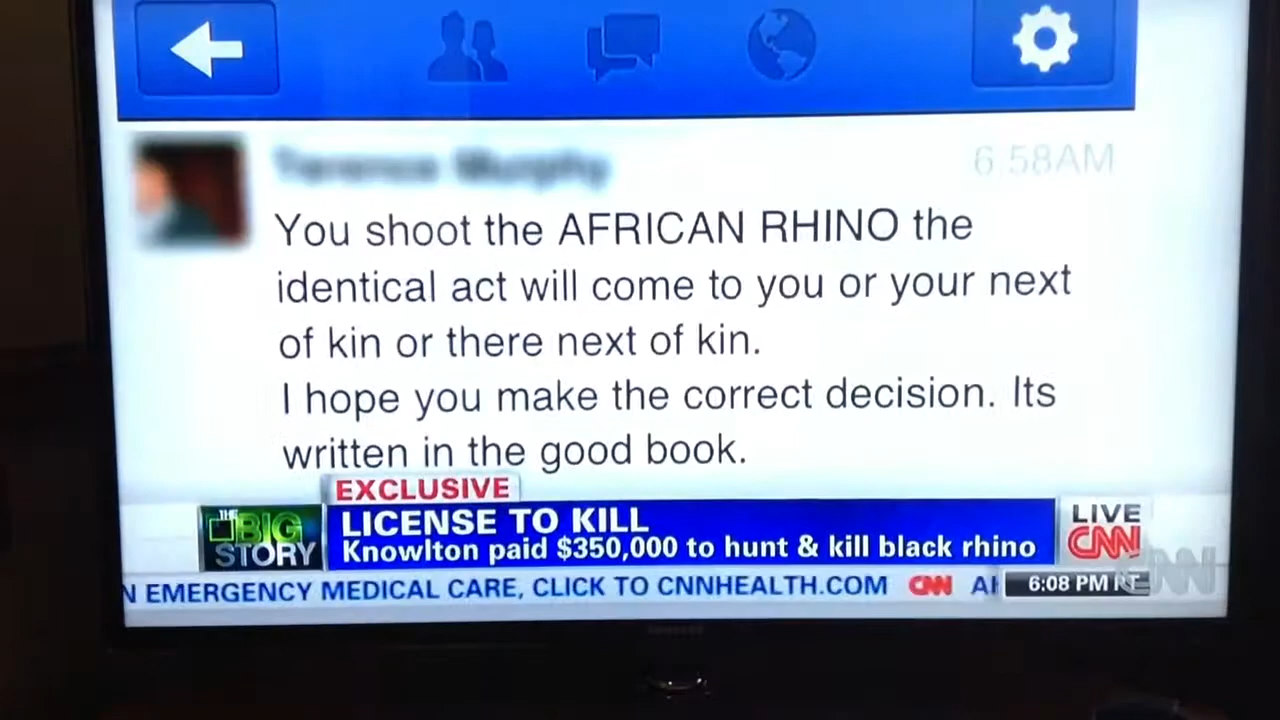 6:58AM
You shoot the AFRICAN RHINO the
identical act will come to you or your next
of kin or there next of kin.
I hope you make the correct decision. Its
written in the good book.
EXCLUSIVE
THE BIG STORY
LICENSE TO KILL
Knowlton paid $350,000 to hunt & kill black rhino
LIVE
CNN
N EMERGENCY MEDICAL CARE, CLICK TO CNNHEALTH.COM CNN
6:08 PM PT
CNN